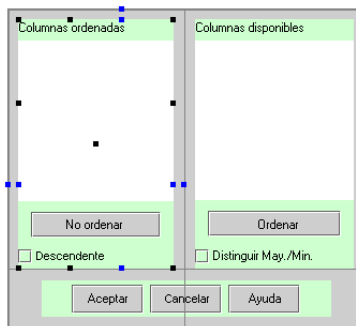 Columnas ordenadas
Columnas disponibles
No ordenar
Ordenar
Descendente
Distinguir May./Min.
Aceptar
Cancelar
Ayuda